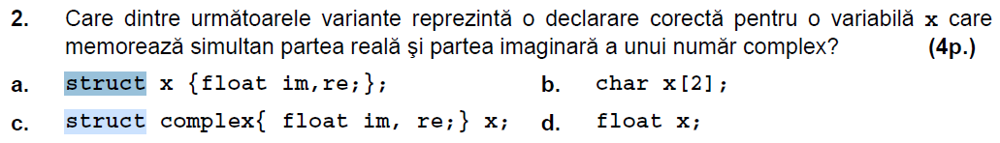 2. Care dintre următoarele variante reprezintă o declarare corectă pentru o variabilă x care
memorează simultan partea reală şi partea imaginară a unui număr complex? (4p.)
a. struct x {float im,re;}; b. char x[2];
c. struct complex{ float im, re;} x; d. float x;